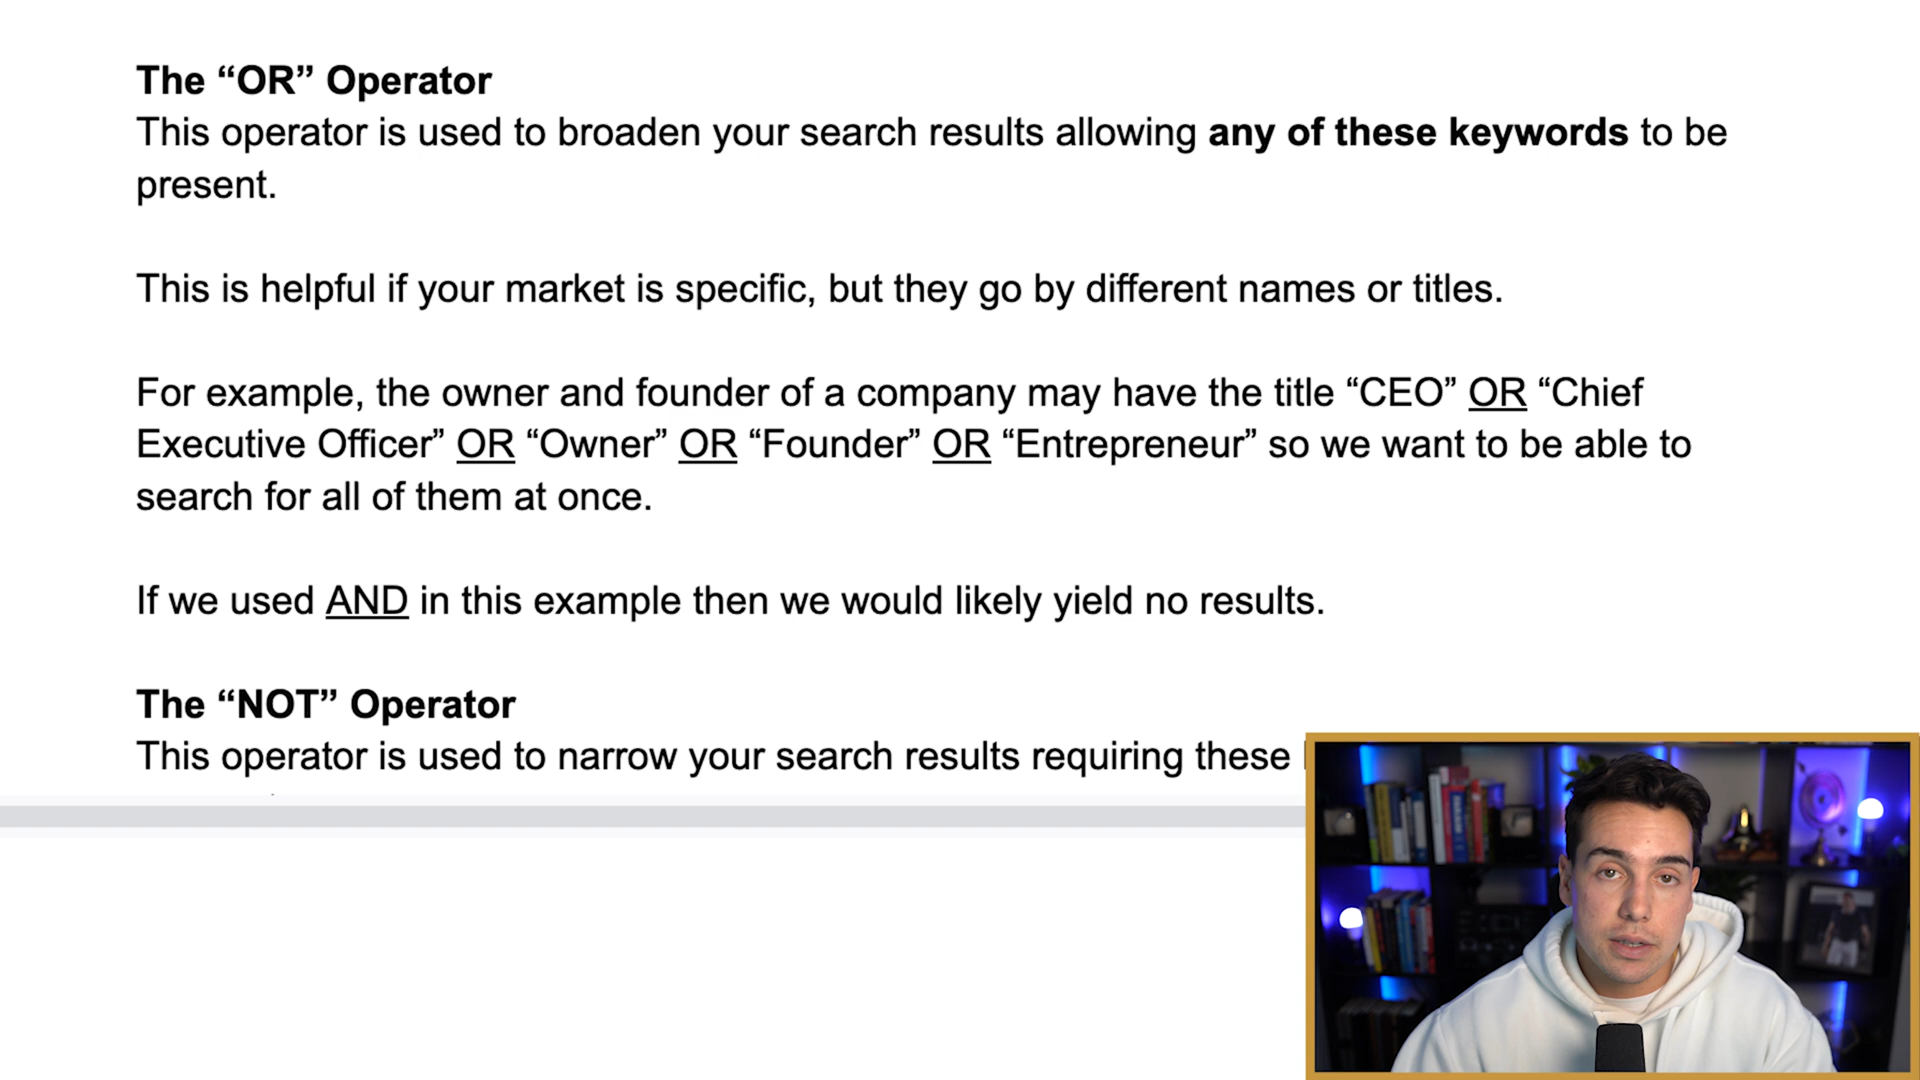 The “OR” Operator
This operator is used to broaden your search results allowing any of these keywords to be
present.
This is helpful if your market is specific, but they go by different names or titles.
For example, the owner and founder of a company may have the title “CEO” OR “Chief
Executive Officer” OR “Owner” OR “Founder” OR “Entrepreneur” so we want to be able to
search for all of them at once.
If we used AND in this example then we would likely yield no results.
The “NOT” Operator
This operator is used to narrow your search results requiring these